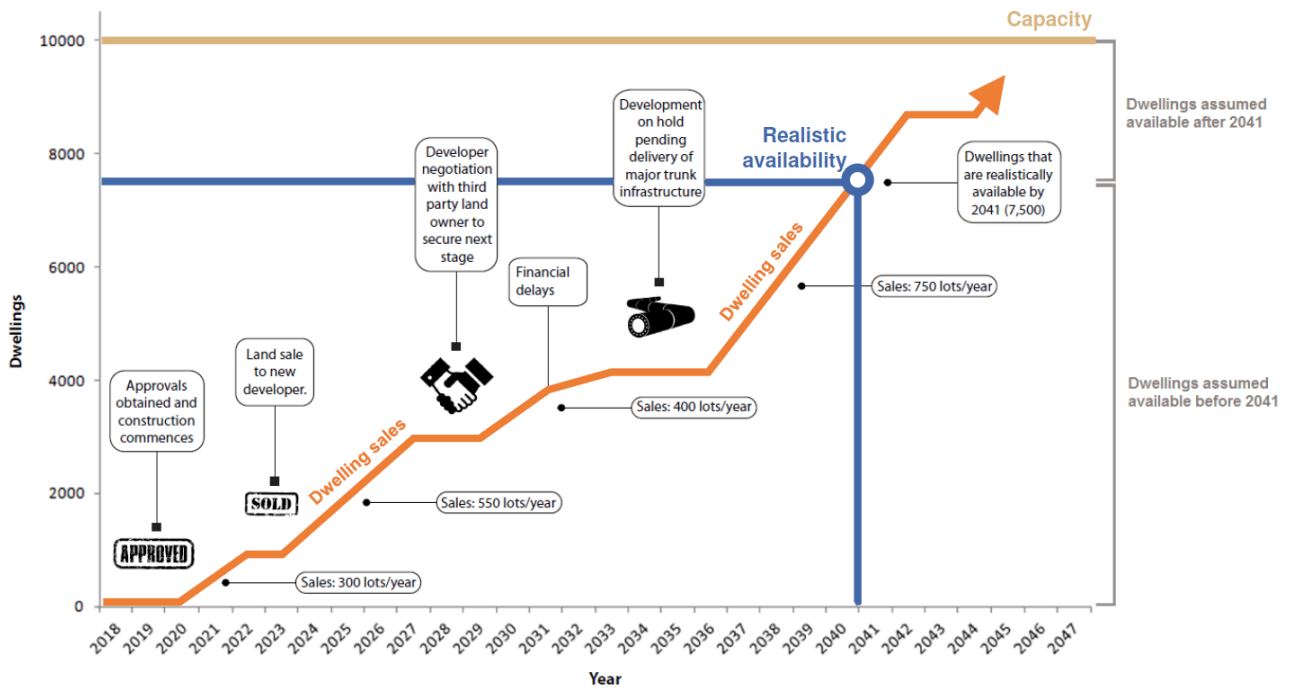 Capacity
10000
8000
6000
4000
2000
0
Dwellings
Approvals
obtained and
construction
commences
APPROVED
Land sale
to new
developer.
SOLD
Developer
negotiation
with third
party land
owner to
secure next
stage
Financial
delays
Development
on hold
pending
delivery of
major trunk
infrastructure
Realistic
availability
Dwellings that
are realistically
available by
2041 (7,500)
Dwelling sales
Dwelling sales
Sales: 300 lots/year
Sales: 550 lots/year
Sales: 400 lots/year
Sales: 750 lots/year
Dwellings assumed
available after 2041
Dwellings assumed
available before 2041
2018
2019
2020
2021
2022
2023
2024
2025
2026
2027
2028
2029
2030
2031
2032
2033
2034
2035
2036
2037
2038
2039
2040
2041
2042
2043
2044
2045
2046
2047
Year